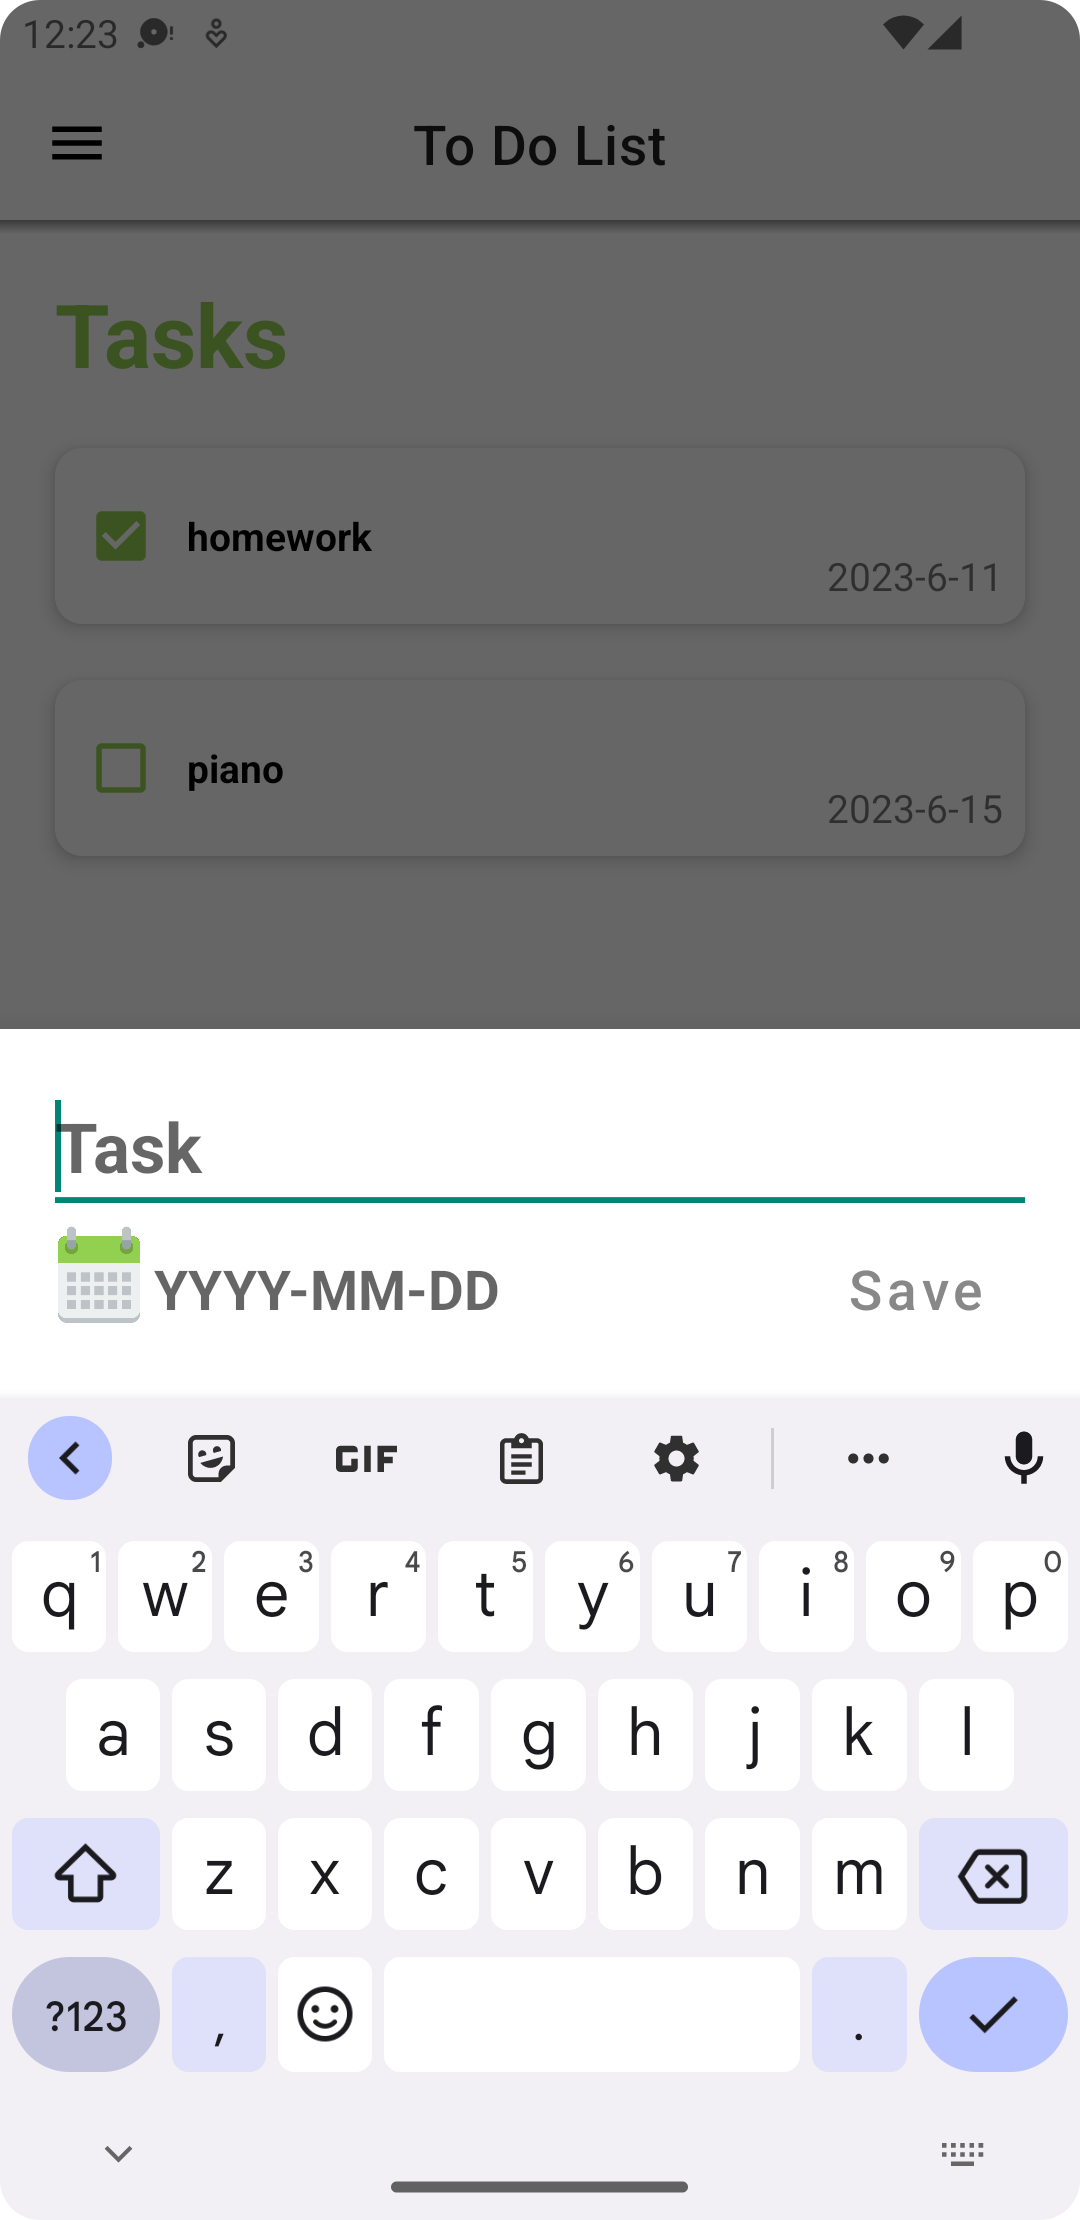 12:23
To Do List
Tasks
homework
2023-6-11
piano
2023-6-15
Task
YYYY-MM-DD Save
GIF
q 1 w 2 e 3 r 4 t 5 y 6 u 7 i 8 o 9 p 0
a s d f g h j k l
z x c v b n m
?123 , .